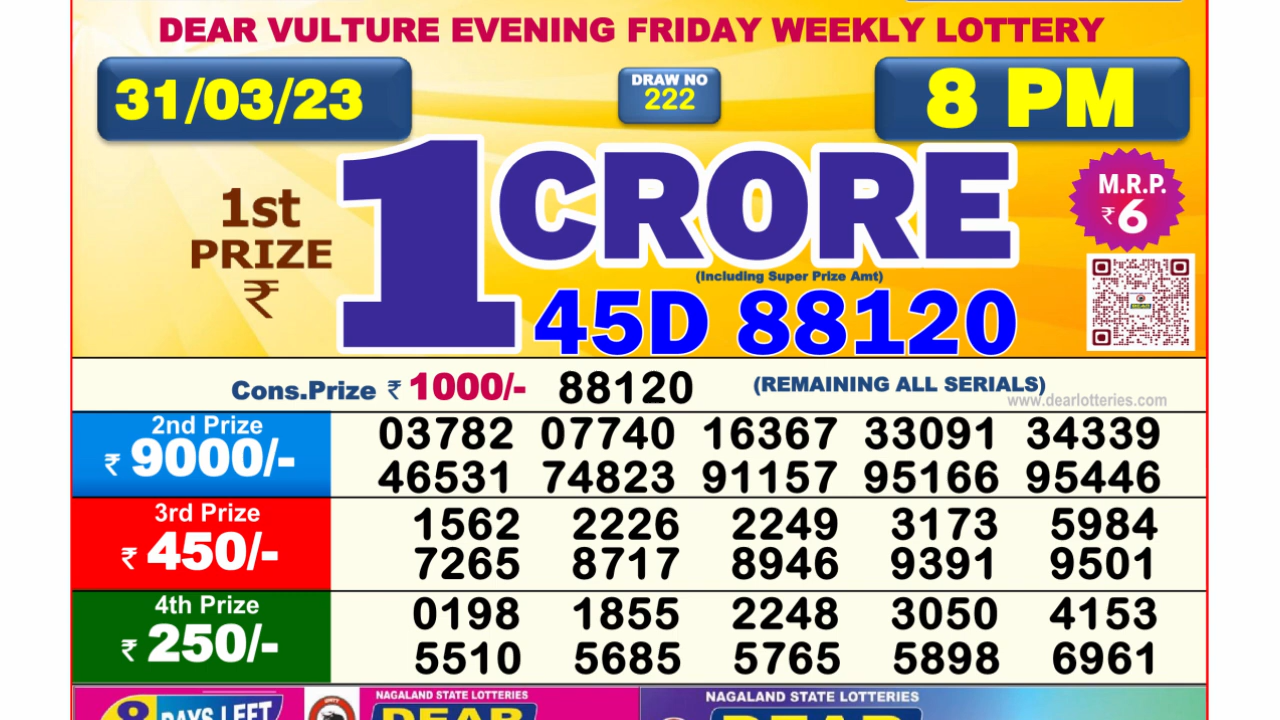 DEAR VULTURE EVENING FRIDAY WEEKLY LOTTERY
31/03/23
DRAW NO
222
8 PM
1st
PRIZE
₹
1 CRORE
(Including Super Prize Amt)
45D 88120
M.R.P.
₹ 6
Cons.Prize ₹ 1000/- 88120 (REMAINING ALL SERIALS)
www.dearlotteries.com
2nd Prize
₹ 9000/-
03782 07740 16367 33091 34339
46531 74823 91157 95166 95446
3rd Prize
₹ 450/-
1562 2226 2249 3173 5984
7265 8717 8946 9391 9501
4th Prize
₹ 250/-
0198 1855 2248 3050 4153
5510 5685 5765 5898 6961
8 DAYS LEFT
NAGALAND STATE LOTTERIES
DEAR
NAGALAND STATE LOTTERIES
DEAR